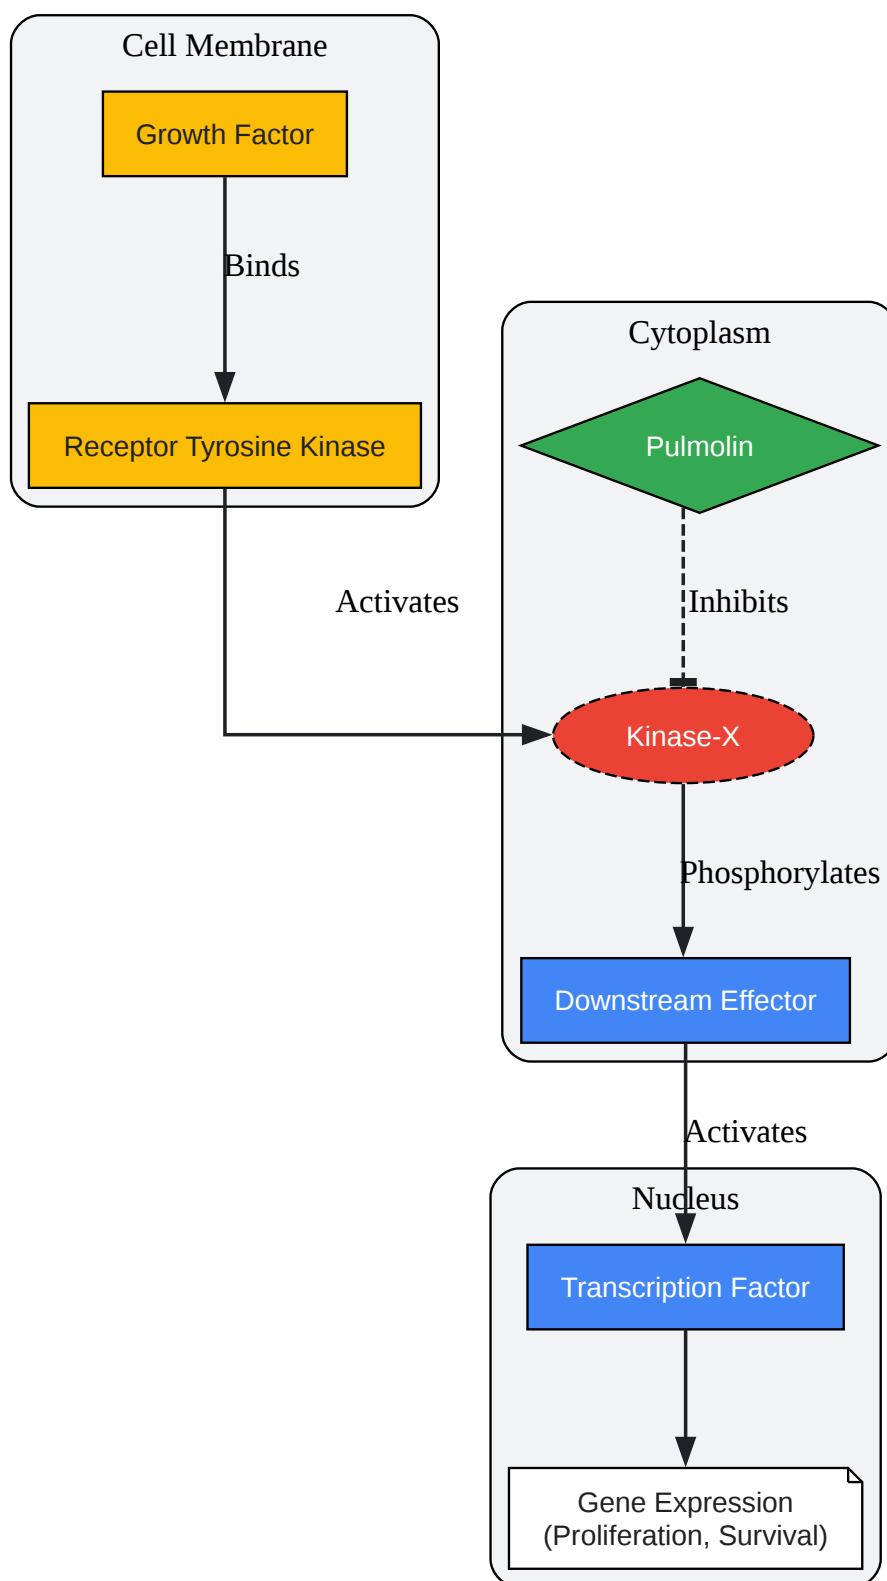 Cell Membrane
Growth Factor
Binds
Receptor Tyrosine Kinase
Activates
Cytoplasm
Pulmolin
Inhibits
Kinase-X
Phosphorylates
Downstream Effector
Activates
Nucleus
Transcription Factor
Gene Expression
(Proliferation, Survival)